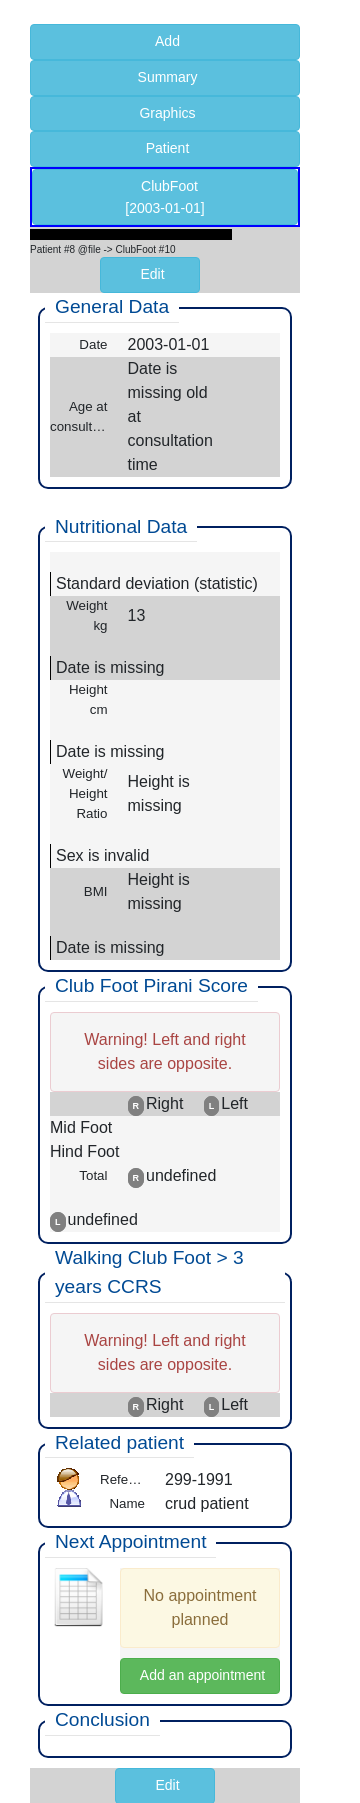 Add
Summary
Graphics
Patient
ClubFoot
[2003-01-01]
Patient #8 @file -> ClubFoot #10
Edit
General Data
Date 2003-01-01
Age at consult… Date is
missing old
at
consultation
time
Nutritional Data
Standard deviation (statistic)
Weight
kg 13
Date is missing
Height
cm
Date is missing
Weight/
Height
Ratio Height is
missing
Sex is invalid
BMI Height is
missing
Date is missing
Club Foot Pirani Score
Warning! Left and right
sides are opposite.
R Right L Left
Mid Foot
Hind Foot
Total R undefined
L undefined
Walking Club Foot > 3
years CCRS
Warning! Left and right
sides are opposite.
R Right L Left
Related patient
Refe… 299-1991
Name crud patient
Next Appointment
No appointment
planned
Add an appointment
Conclusion
Edit